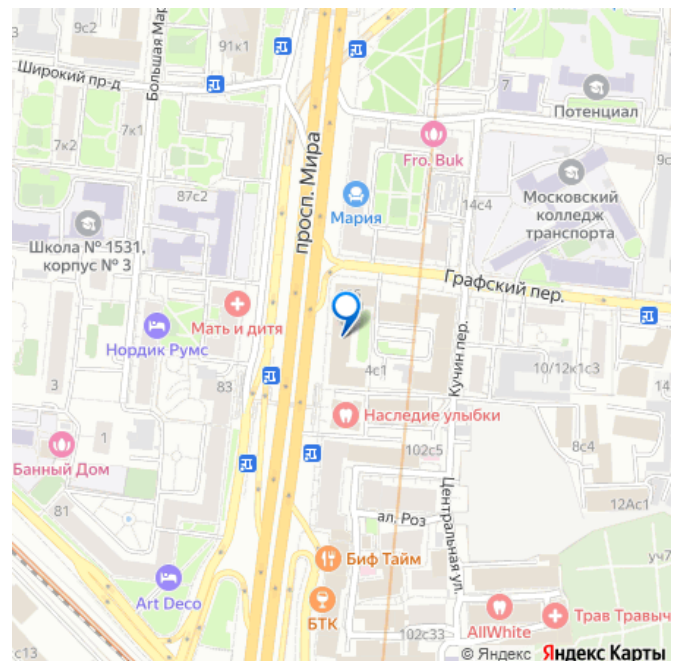 9с2
91к1
Большая Мар
Широкий пр-д
7
Потенциал
7к2
7к1
просп. Мира
Fro. Buk
9с
Мария
87с2
14с4
Московский
колледж
транспорта
Школа № 1531,
корпус № 3
Графский пер.
Мать и дитя
Нордик Румс
Кучин пер.
4с1
10/12к1с3
3
83
14
Наследие улыбки
1
Банный Дом
102с5
8с4
81
Центральная ул.
12Ас1
ал. Роз
Биф Тайм
уч7
Art Deco
БТК
AllWhite
Трав Травыч
102с33
с13
© Яндекс Яндекс Карты